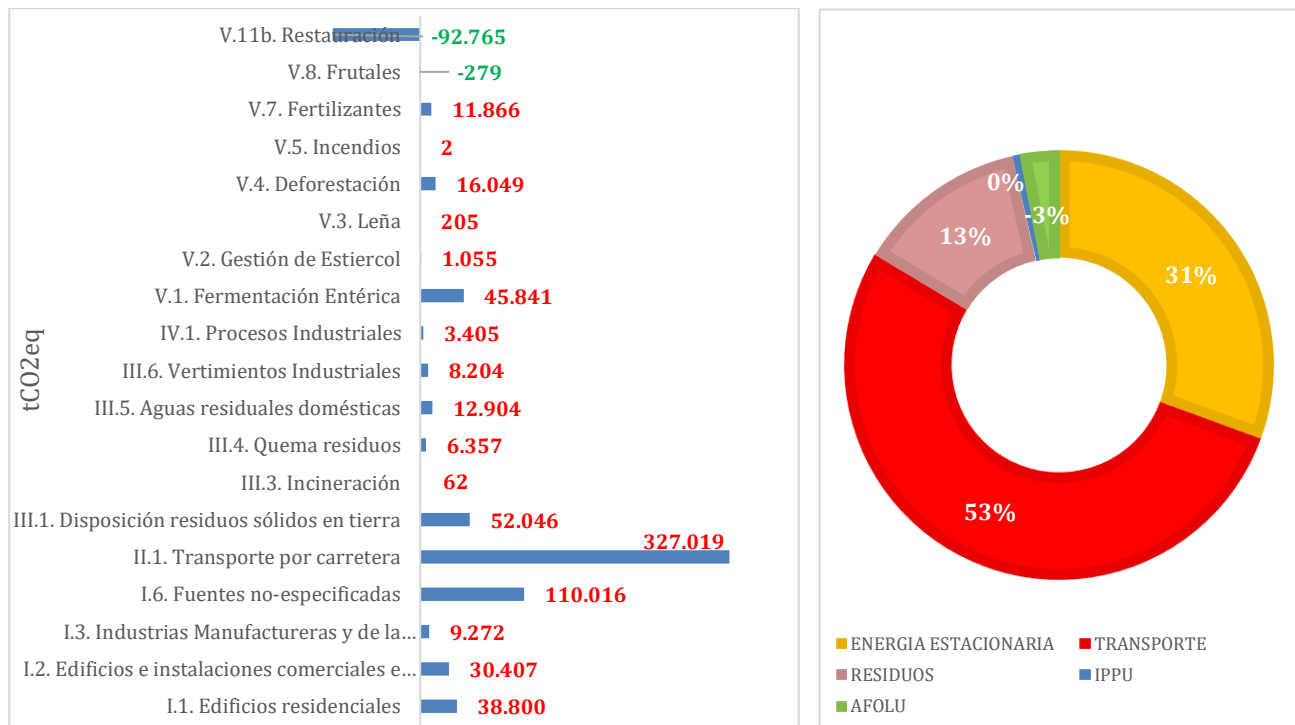 V.11b. Restauración -92.765
V.8. Frutales -279
V.7. Fertilizantes 11.866
V.5. Incendios 2
V.4. Deforestación 16.049
V.3. Leña 205
V.2. Gestión de Estiercol 1.055
V.1. Fermentación Entérica 45.841
IV.1. Procesos Industriales 3.405
III.6. Vertimientos Industriales 8.204
III.5. Aguas residuales domésticas 12.904
III.4. Quema residuos 6.357
III.3. Incineración 62
III.1. Disposición residuos sólidos en tierra 52.046
II.1. Transporte por carretera 327.019
I.6. Fuentes no-especificadas 110.016
I.3. Industrias Manufactureras y de la... 9.272
I.2. Edificios e instalaciones comerciales e... 30.407
I.1. Edificios residenciales 38.800
tCO2eq
0%
-3%
13%
31%
53%
ENERGIA ESTACIONARIA TRANSPORTE
RESIDUOS IPPU
AFOLU